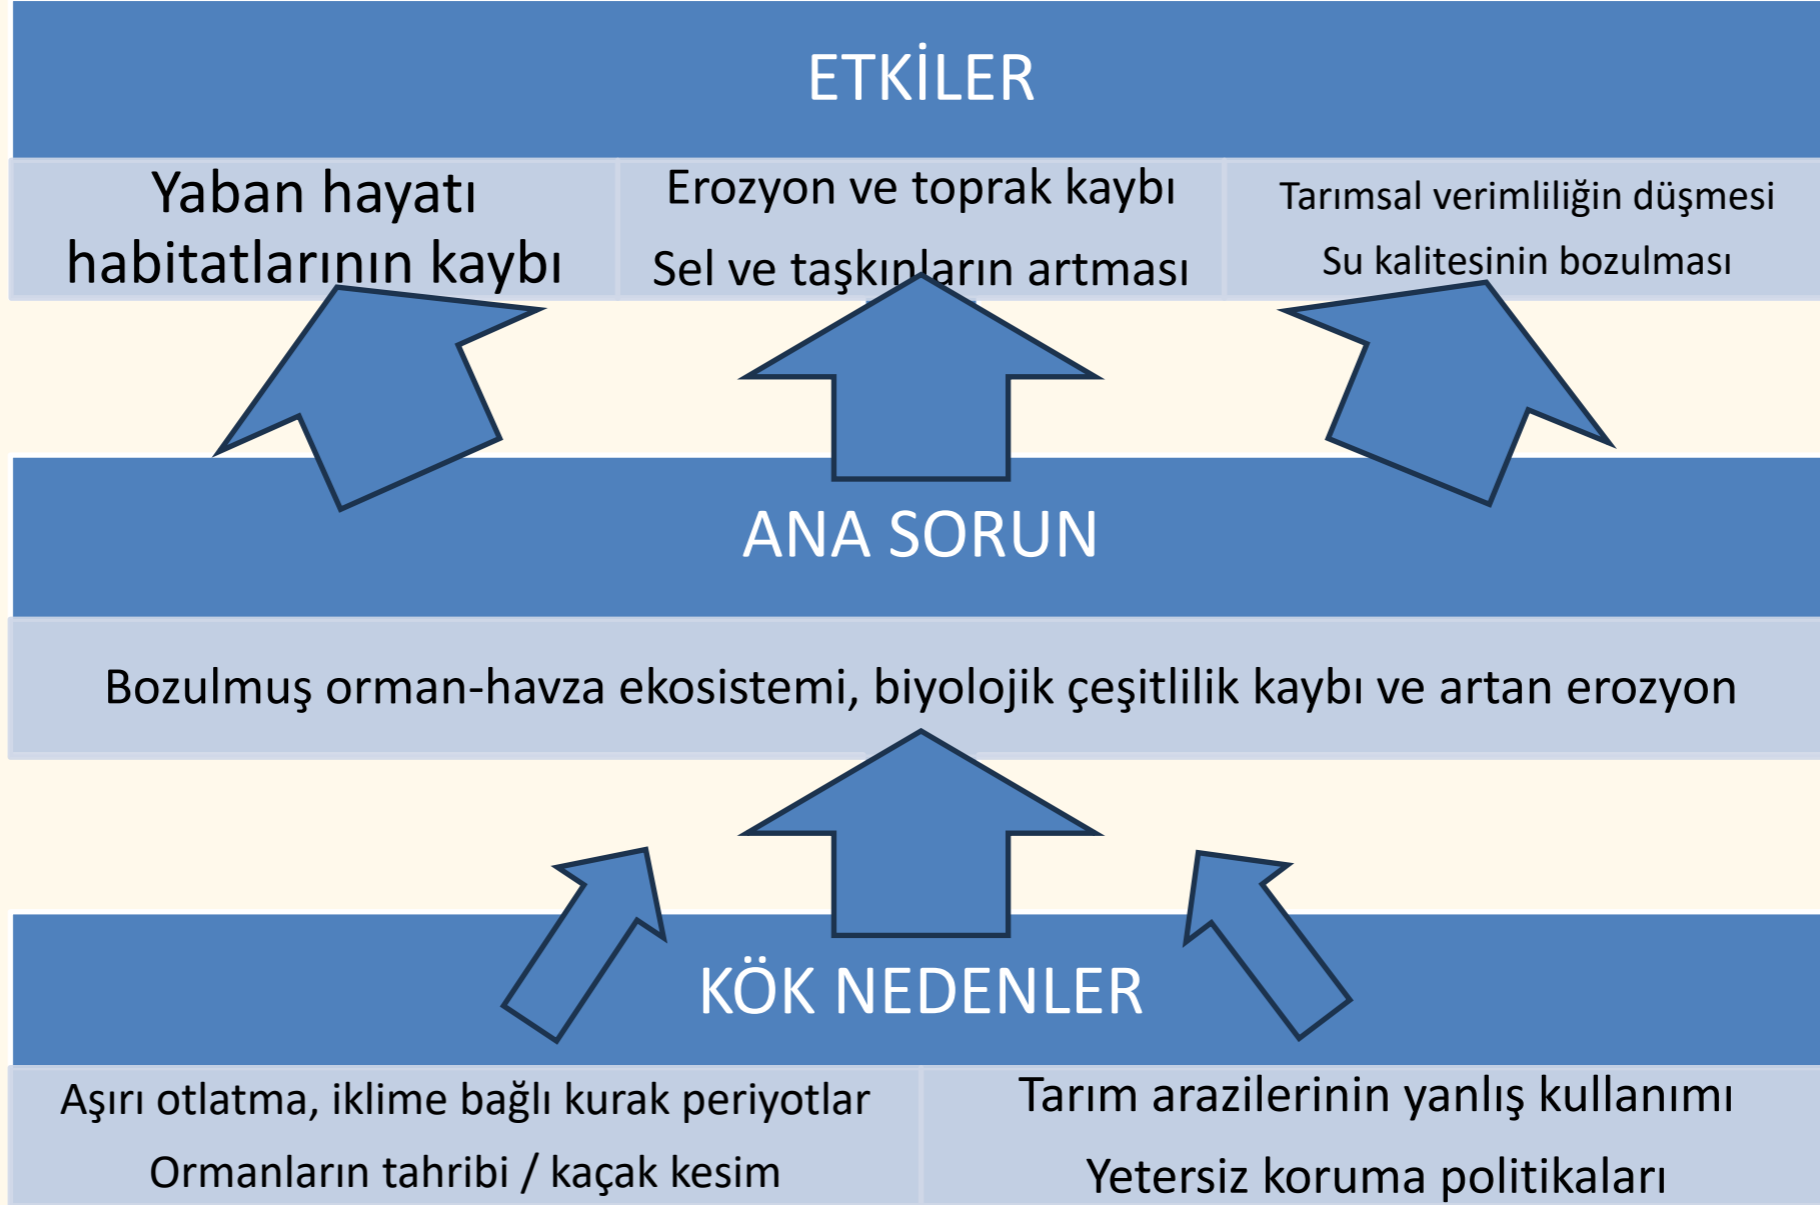 ETKİLER
Yaban hayatı
habitatlarının kaybı
Erozyon ve toprak kaybı
Sel ve taşkınların artması
Tarımsal verimliliğin düşmesi
Su kalitesinin bozulması
ANA SORUN
Bozulmuş orman-havza ekosistemi, biyolojik çeşitlilik kaybı ve artan erozyon
KÖK NEDENLER
Aşırı otlatma, iklime bağlı kurak periyotlar
Ormanların tahribi / kaçak kesim
Tarım arazilerinin yanlış kullanımı
Yetersiz koruma politikaları